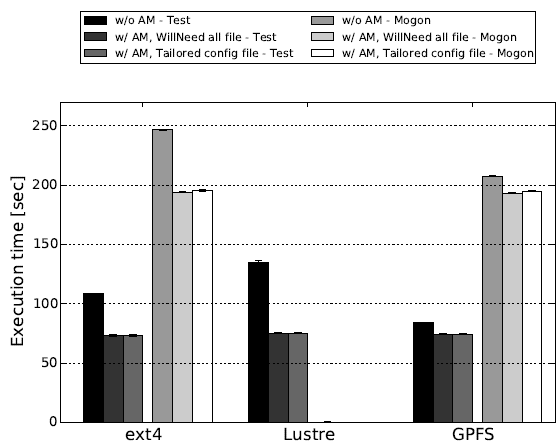 w/o AM - Test
w/o AM - Mogon
w/ AM, WillNeed all file - Test
w/ AM, WillNeed all file - Mogon
w/ AM, Tailored config file - Test
w/ AM, Tailored config file - Mogon
Execution time [sec]
250
200
150
100
50
0
ext4 Lustre GPFS